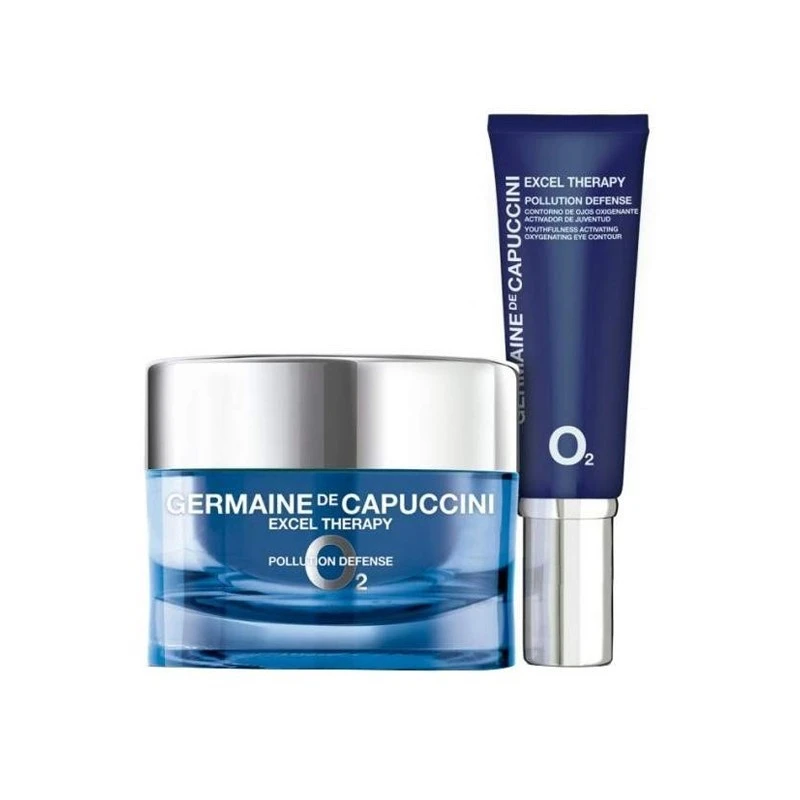 GERMAINE DE CAPUCCINI
EXCEL THERAPY
POLLUTION DEFENSE
O2
GERMAINE DE CAPUCCINI
EXCEL THERAPY
POLLUTION DEFENSE
CONTORNO DE OJOS OXIGENANTE
ACTIVADOR DE JUVENTUD
YOUTHFULNESS ACTIVATING
OXYGENATING EYE CONTOUR
O2